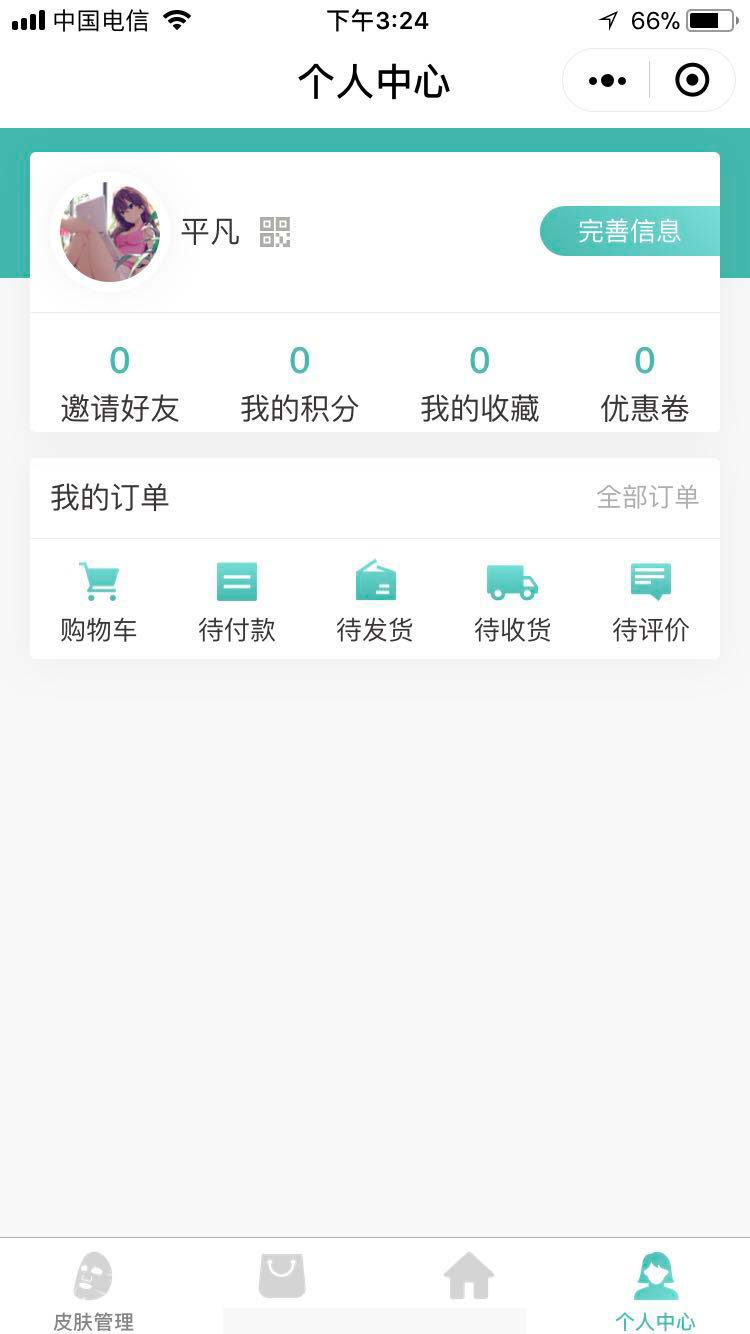 中国电信 下午3:24 66%
个人中心
平凡 完善信息
0 0 0 0
邀请好友 我的积分 我的收藏 优惠卷
我的订单 全部订单
购物车 待付款 待发货 待收货 待评价
皮肤管理 个人中心